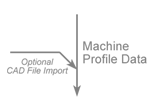 Machine
Profile Data
Optional
CAD File Import